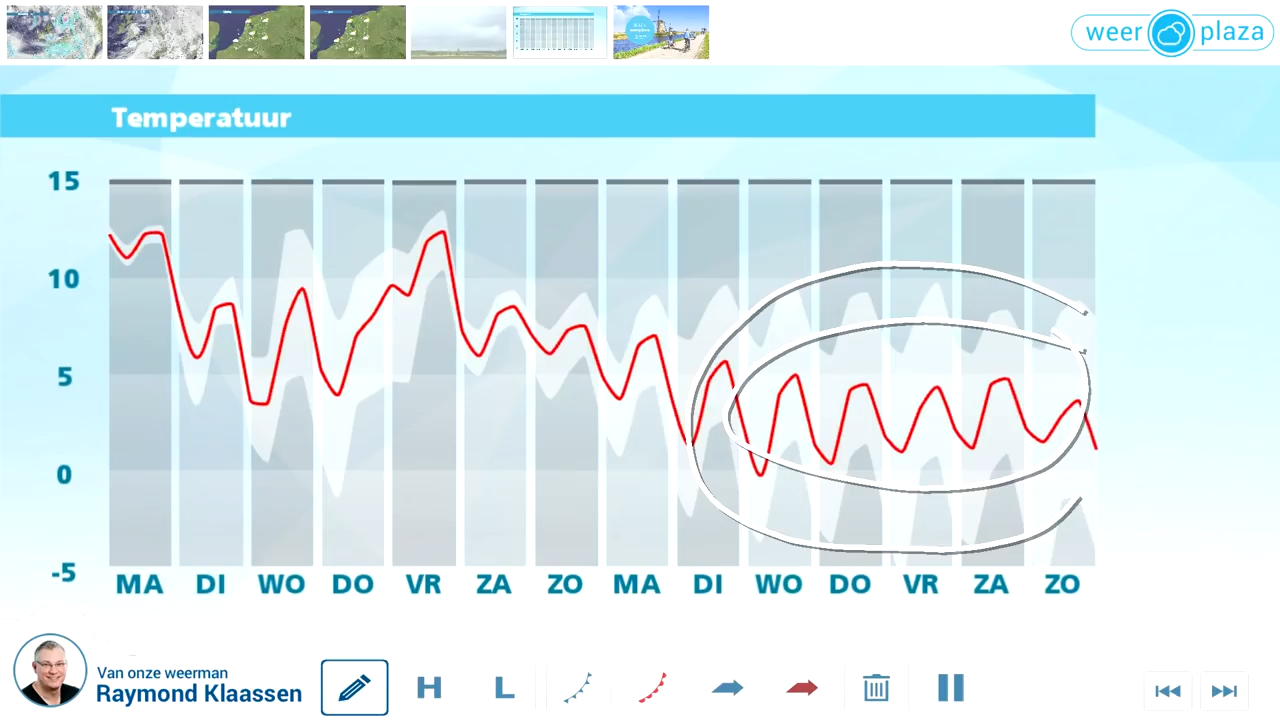 weer plaza
Temperatuur
15
10
5
0
-5
MA DI WO DO VR ZA ZO MA DI WO DO VR ZA ZO
Van onze weerman
Raymond Klaassen
H L